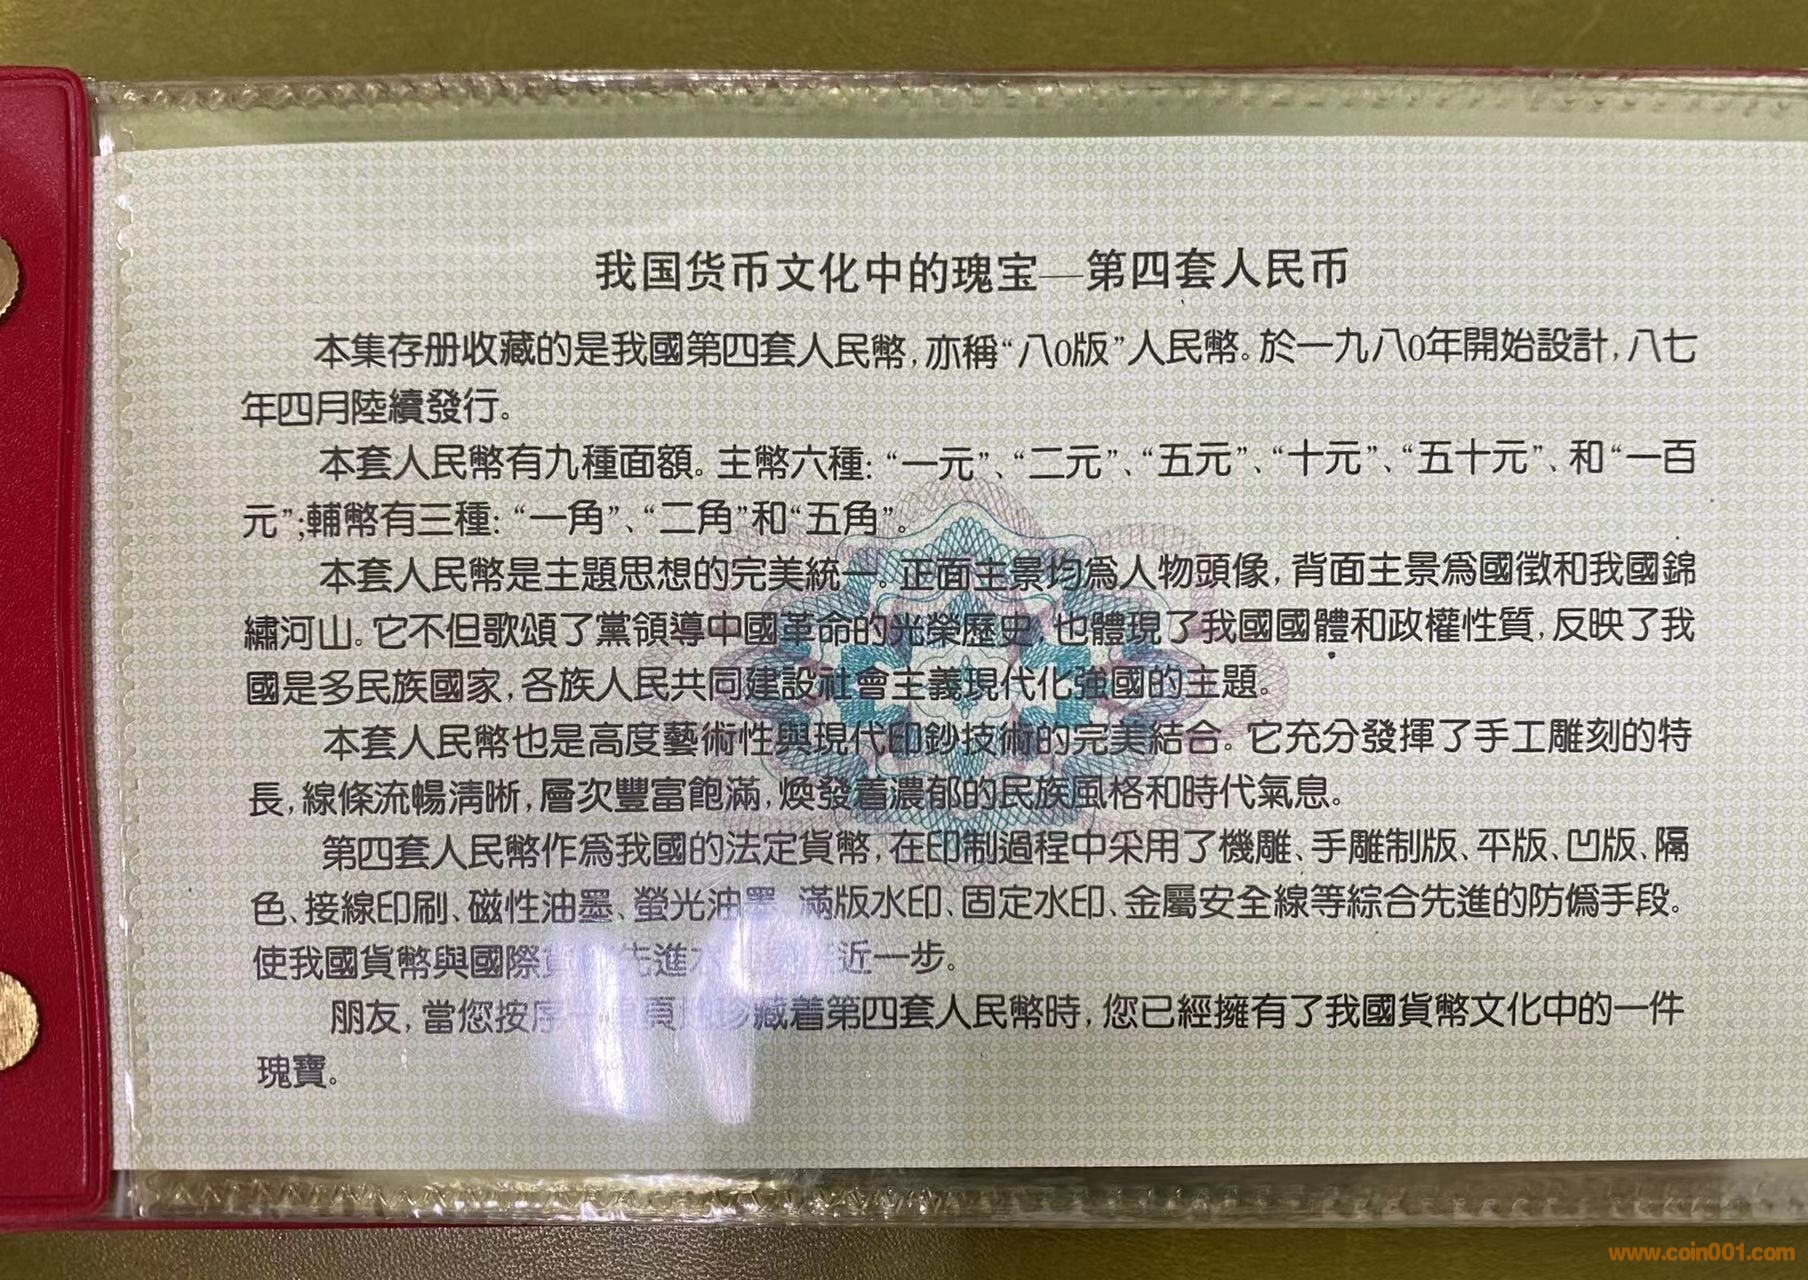 我国货币文化中的瑰宝—第四套人民币
本集存册收藏的是我國第四套人民幣,亦稱“八0版”人民幣。於一九八0年開始設計,八七
年四月陸續發行。
本套人民幣有九種面額。主幣六種:“一元”、“二元”、“五元”、“十元”、“五十元”、和“一百
元”;輔幣有三種:“一角”、“二角”和“五角”。
本套人民幣是主題思想的完美統一。正面主景均為人物頭像,背面主景為國徵和我國錦
繡河山。它不但歌頌了黨領導中國革命的光榮歷史 也體現了我國國體和政權性質,反映了我
國是多民族國家,各族人民共同建設社會主義現代化強國的主題。
本套人民幣也是高度藝術性與現代印鈔技術的完美結合。它充分發揮了手工雕刻的特
長,線條流暢清晰,層次豐富飽滿,煥發着濃郁的民族風格和時代氣息。
第四套人民幣作為我國的法定貨幣,在印制過程中采用了機雕、手雕制版、平版、凹版、隔
色、接線印刷、磁性油墨、螢光油墨、滿版水印、固定水印、金屬安全線等綜合先進的防僞手段。
使我國貨幣與國際 先進 近一步。
朋友,當您按序 頁 珍藏着第四套人民幣時,您已經擁有了我國貨幣文化中的一件
瑰寶。
www.coin001.com